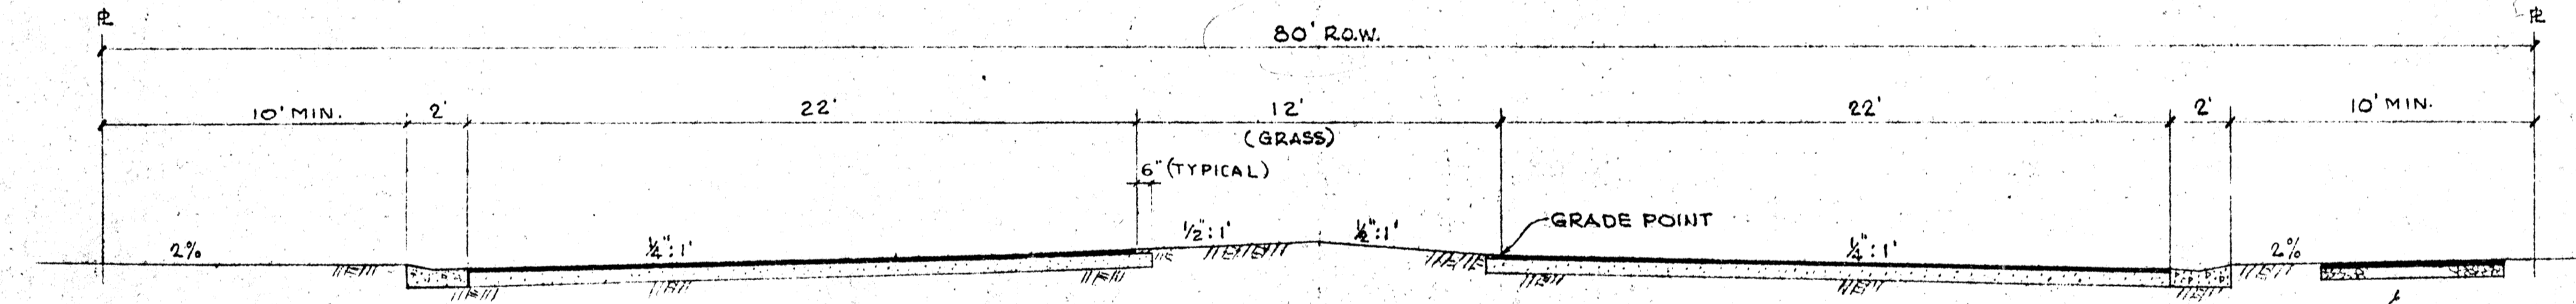 ℄ ℄
80' R.O.W.
10' MIN. 2' 22' 12' 22' 2' 10' MIN.
(GRASS)
6" (TYPICAL)
GRADE POINT
2% 1/4":1' 1/2":1' 1/2":1' 1/4":1' 2%